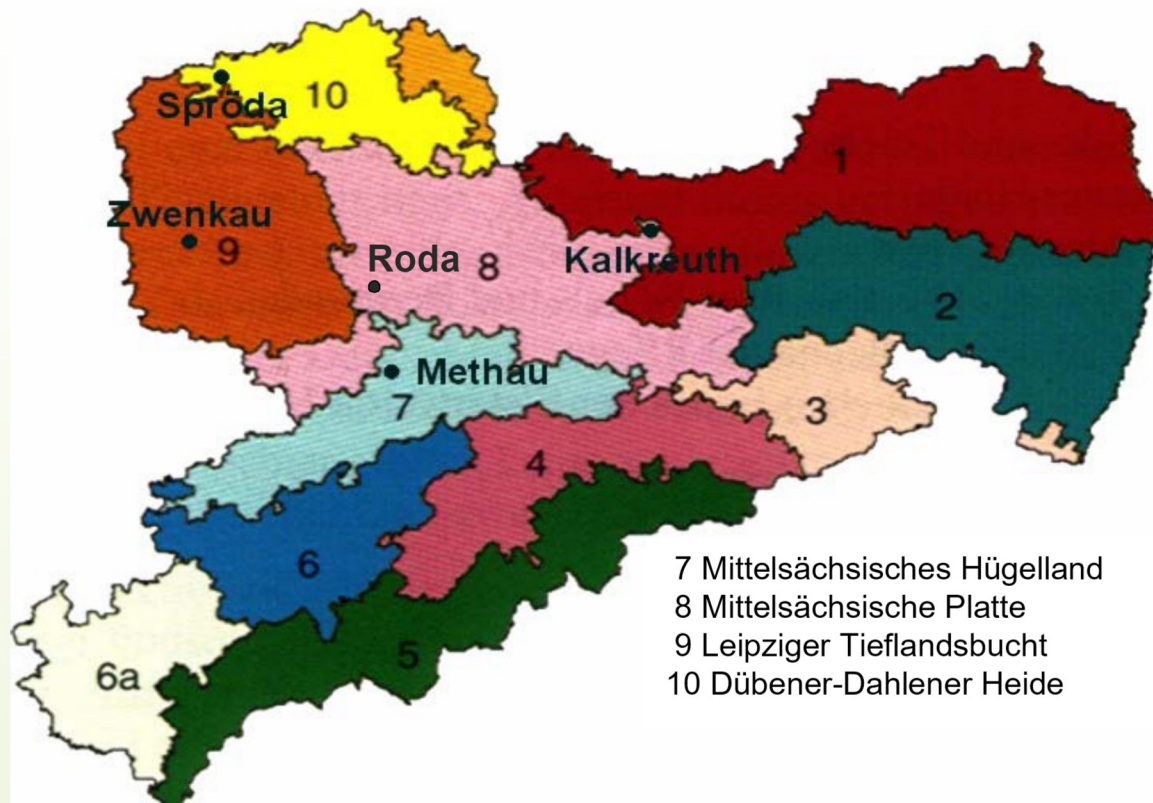 10
Spröda
1
Zwenkau
9
Roda
8
Kalkreuth
2
Methau
7
3
4
6
5
6a
7 Mittelsächsisches Hügelland
8 Mittelsächsische Platte
9 Leipziger Tieflandsbucht
10 Dübener-Dahlener Heide